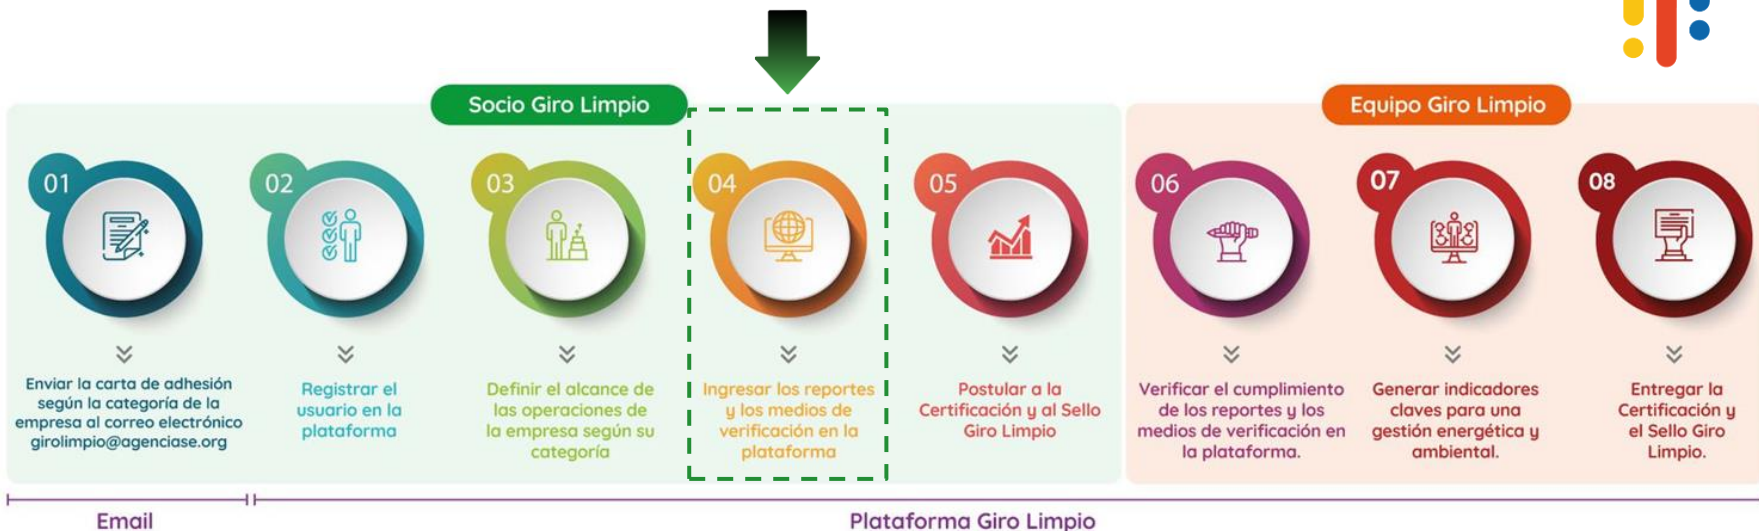 Socio Giro Limpio
Equipo Giro Limpio
01
Enviar la carta de adhesión
según la categoría de la
empresa al correo electrónico
girolimpio@agenciase.org
02
Registrar el
usuario en la
plataforma
03
Definir el alcance de
las operaciones de
la empresa según su
categoría
04
Ingresar los reportes
y los medios de
verificación en la
plataforma
05
Postular a la
Certificación y al Sello
Giro Limpio
06
Verificar el cumplimiento
de los reportes y los
medios de verificación en
la plataforma.
07
Generar indicadores
claves para una
gestión energética y
ambiental.
08
Entregar la
Certificación y
el Sello Giro
Limpio.
Email
Plataforma Giro Limpio